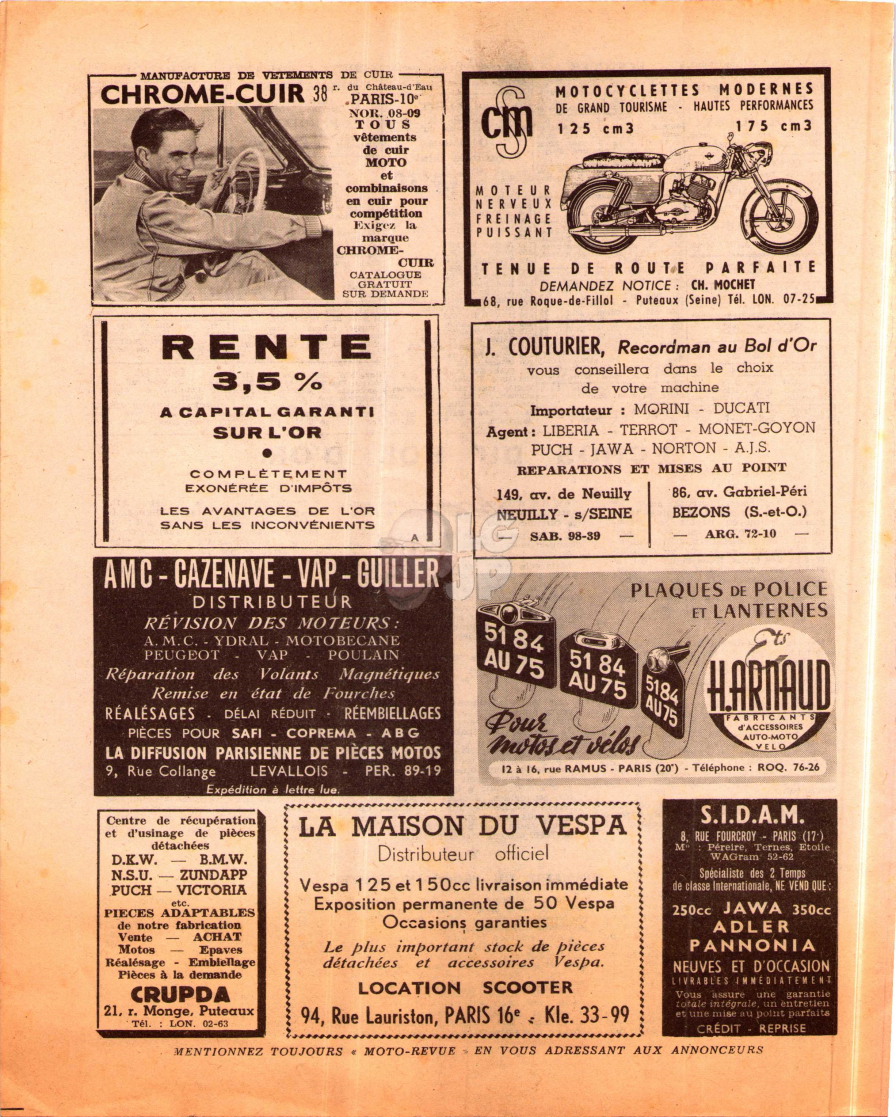 MANUFACTURE DE VETEMENTS DE CUIR
CHROME-CUIR 38 r. du Château-d'Eau
PARIS-10e
NOR. 08-09
TOUS
vêtements
de cuir
MOTO
et
combinaisons
en cuir pour
compétition
Exigez la
marque
CHROME-
CUIR
CATALOGUE
GRATUIT
SUR DEMANDE
CMS
MOTOCYCLETTES MODERNES
DE GRAND TOURISME - HAUTES PERFORMANCES
125 cm3 175 cm3
MOTEUR
NERVEUX
FREINAGE
PUISSANT
TENUE DE ROUTE PARFAITE
DEMANDEZ NOTICE : CH. MOCHET
68, rue Roque-de-Fillol - Puteaux (Seine) Tél. LON. 07-25
RENTE
3,5 %
A CAPITAL GARANTI
SUR L'OR
COMPLÈTEMENT
EXONÉRÉE D'IMPÔTS
LES AVANTAGES DE L'OR
SANS LES INCONVÉNIENTS
A
J. COUTURIER, Recordman au Bol d'Or
vous conseillera dans le choix
de votre machine
Importateur : MORINI - DUCATI
Agent : LIBERIA - TERROT - MONET-GOYON
PUCH - JAWA - NORTON - A.J.S.
REPARATIONS ET MISES AU POINT
149, av. de Neuilly
NEUILLY - s/SEINE
— SAB. 98-39 —
86, av. Gabriel-Péri
BEZONS (S.-et-O.)
— ARG. 72-10 —
LG
JP
AMC - CAZENAVE - VAP - GUILLER
DISTRIBUTEUR
RÉVISION DES MOTEURS :
A.M.C. - YDRAL - MOTOBECANE
PEUGEOT - VAP - POULAIN
Réparation des Volants Magnétiques
Remise en état de Fourches
RÉALÉSAGES - DÉLAI RÉDUIT - RÉEMBIELLAGES
PIÈCES POUR SAFI - COPREMA - ABG
LA DIFFUSION PARISIENNE DE PIÈCES MOTOS
9, Rue Collange LEVALLOIS - PER. 89-19
Expédition à lettre lue.
PLAQUES DE POLICE
ET LANTERNES
51 84
AU 75
51 84
AU 75
5184
AU75
Pour
motos et vélos
Ets
H.ARNAUD
FABRICANTS
d'ACCESSOIRES
AUTO-MOTO
VELO
12 à 16, rue RAMUS - PARIS (20e) - Téléphone : ROQ. 76-26
Centre de récupération
et d'usinage de pièces
détachées
D.K.W. — B.M.W.
N.S.U. — ZUNDAPP
PUCH — VICTORIA
etc.
PIECES ADAPTABLES
de notre fabrication
Vente — ACHAT
Motos — Epaves
Réalésage - Embiellage
Pièces à la demande
CRUPDA
21, r. Monge, Puteaux
Tél. : LON. 02-63
LA MAISON DU VESPA
Distributeur officiel
Vespa 125 et 150cc livraison immédiate
Exposition permanente de 50 Vespa
Occasions garanties
Le plus important stock de pièces
détachées et accessoires Vespa.
LOCATION SCOOTER
94, Rue Lauriston, PARIS 16e - Kle. 33-99
S.I.D.A.M.
8, RUE FOURCROY - PARIS (17e)
Mo : Péreire, Ternes, Etoile
WAGram 52-62
Spécialiste des 2 Temps
de classe Internationale, NE VEND QUE :
250cc JAWA 350cc
ADLER
PANNONIA
NEUVES ET D'OCCASION
LIVRABLES IMMÉDIATEMENT
Vous assure une garantie
totale intégrale, un entretien
et une mise au point parfaits
CRÉDIT - REPRISE
MENTIONNEZ TOUJOURS « MOTO-REVUE » EN VOUS ADRESSANT AUX ANNONCEURS